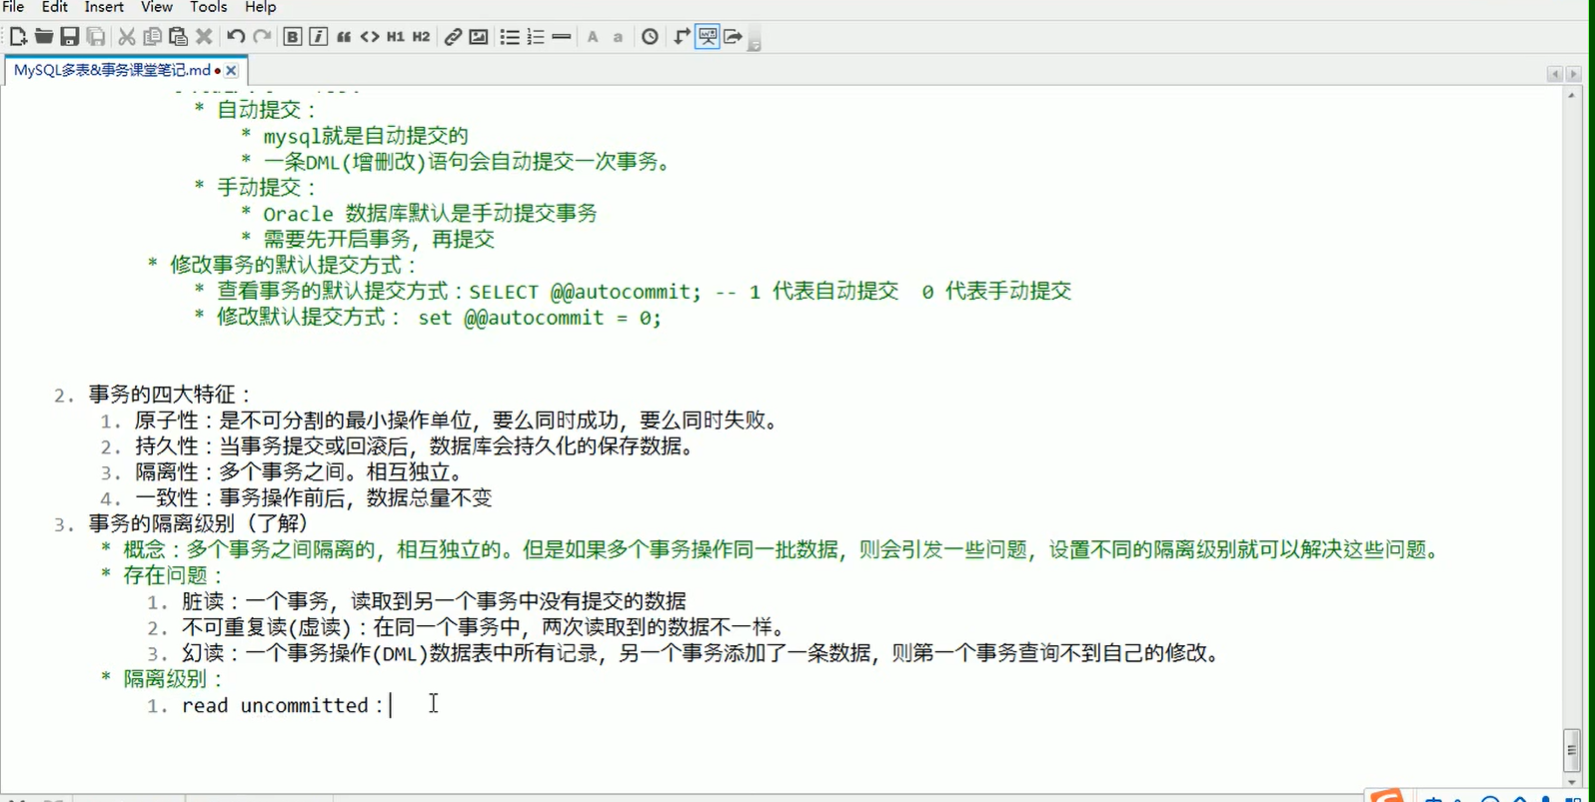 File Edit Insert View Tools Help
B i “ <> H1 H2 A a
MySQL多表&事务课堂笔记.md
* 自动提交：
* mysql就是自动提交的
* 一条DML(增删改)语句会自动提交一次事务。
* 手动提交：
* Oracle 数据库默认是手动提交事务
* 需要先开启事务，再提交
* 修改事务的默认提交方式：
* 查看事务的默认提交方式：SELECT @@autocommit; -- 1 代表自动提交  0 代表手动提交
* 修改默认提交方式： set @@autocommit = 0;
2. 事务的四大特征：
1. 原子性：是不可分割的最小操作单位，要么同时成功，要么同时失败。
2. 持久性：当事务提交或回滚后，数据库会持久化的保存数据。
3. 隔离性：多个事务之间。相互独立。
4. 一致性：事务操作前后，数据总量不变
3. 事务的隔离级别（了解）
* 概念：多个事务之间隔离的，相互独立的。但是如果多个事务操作同一批数据，则会引发一些问题，设置不同的隔离级别就可以解决这些问题。
* 存在问题：
1. 脏读：一个事务，读取到另一个事务中没有提交的数据
2. 不可重复读(虚读)：在同一个事务中，两次读取到的数据不一样。
3. 幻读：一个事务操作(DML)数据表中所有记录，另一个事务添加了一条数据，则第一个事务查询不到自己的修改。
* 隔离级别：
1. read uncommitted：